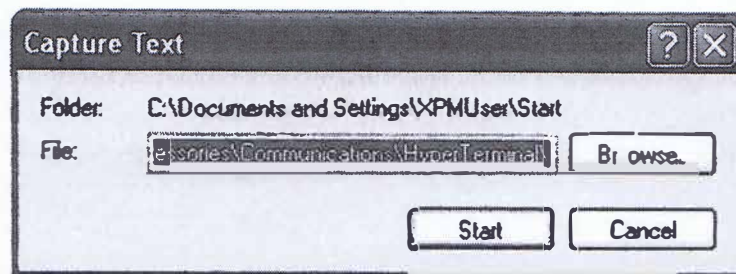 Capture Text
Folder: C:\Documents and Settings\XPMUser\Start
File: essories\Communications\HyperTerminal\ Browse..
Start Cancel